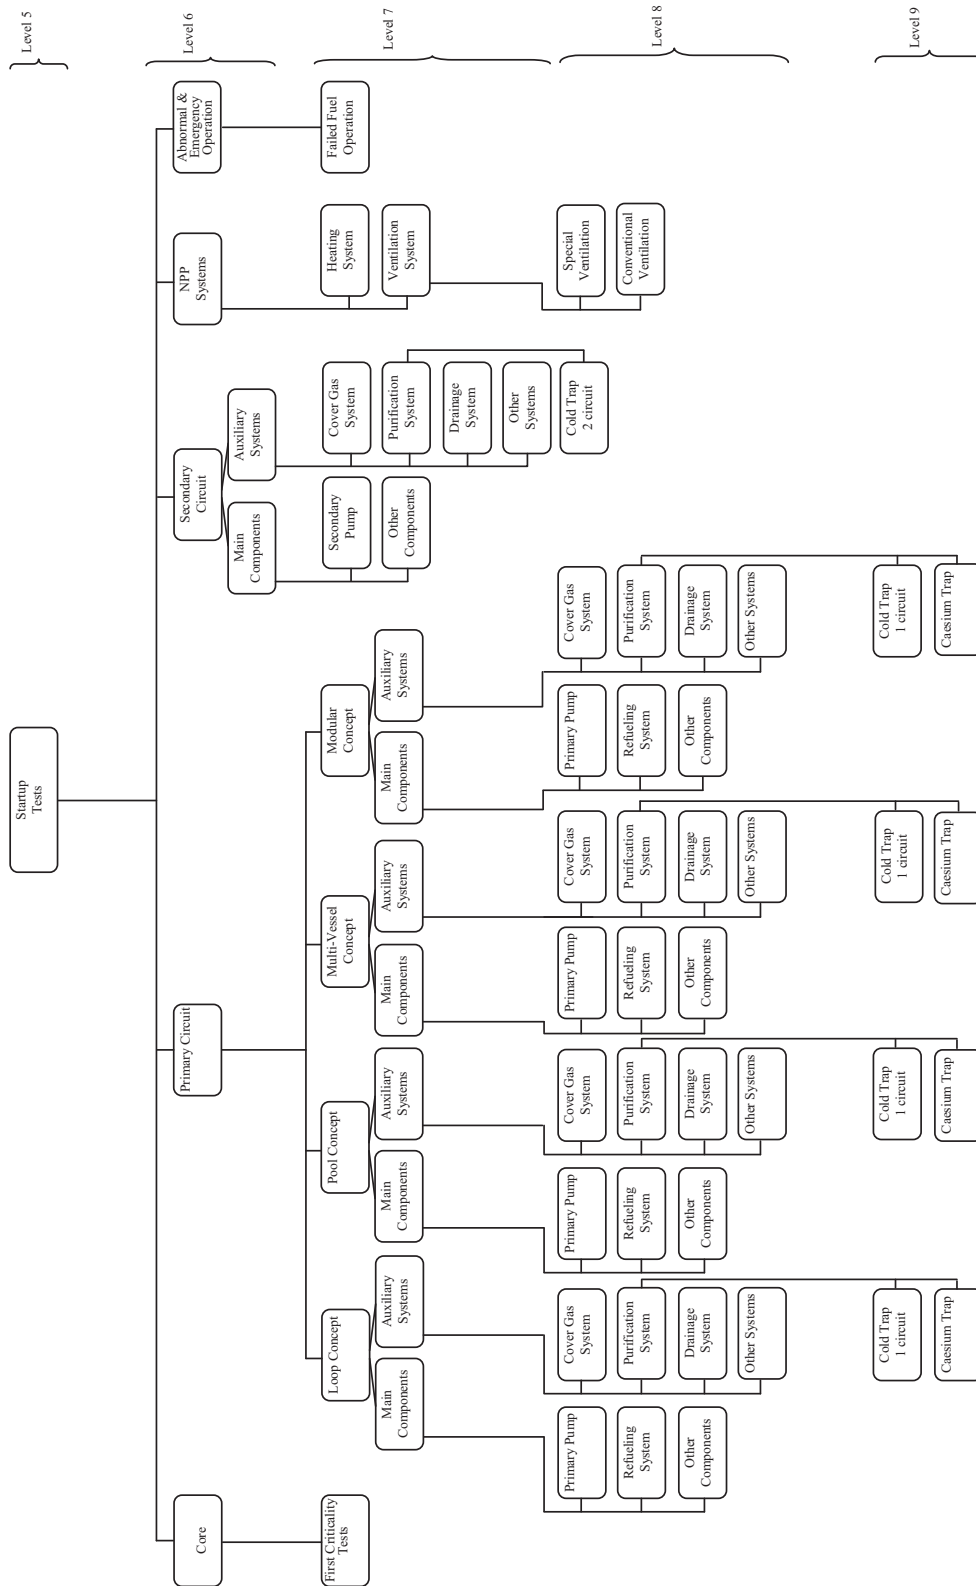 Startup
Tests
Level 5
Core
Primary Circuit
Secondary
Circuit
Main
Components
Auxiliary
Systems
NPP
Systems
Abnormal &
Emergency
Operation
Level 6
First Criticality
Tests
Loop Concept
Main
Components
Auxiliary
Systems
Pool Concept
Main
Components
Auxiliary
Systems
Multi-Vessel
Concept
Main
Components
Auxiliary
Systems
Modular
Concept
Main
Components
Auxiliary
Systems
Secondary
Pump
Other
Components
Cover Gas
System
Purification
System
Drainage
System
Other
Systems
Cold Trap
2 circuit
Heating
System
Ventilation
System
Failed Fuel
Operation
Level 7
Primary Pump
Refueling
System
Other
Components
Cover Gas
System
Purification
System
Drainage
System
Other Systems
Primary Pump
Refueling
System
Other
Components
Cover Gas
System
Purification
System
Drainage
System
Other Systems
Primary Pump
Refueling
System
Other
Components
Cover Gas
System
Purification
System
Drainage
System
Other Systems
Primary Pump
Refueling
System
Other
Components
Cover Gas
System
Purification
System
Drainage
System
Other Systems
Special
Ventilation
Conventional
Ventilation
Level 8
Cold Trap
1 circuit
Caesium Trap
Cold Trap
1 circuit
Caesium Trap
Cold Trap
1 circuit
Caesium Trap
Cold Trap
1 circuit
Caesium Trap
Level 9